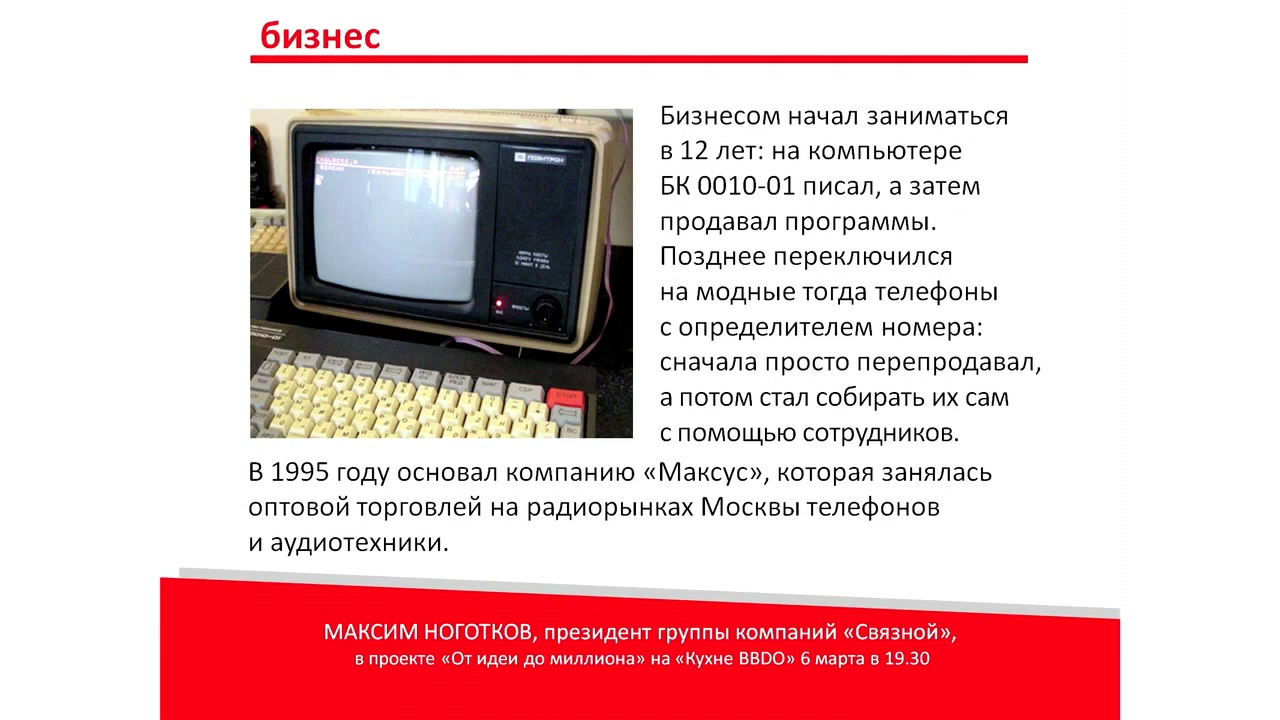 бизнес
Бизнесом начал заниматься
в 12 лет: на компьютере
БК 0010-01 писал, а затем
продавал программы.
Позднее переключился
на модные тогда телефоны
с определителем номера:
сначала просто перепродавал,
а потом стал собирать их сам
с помощью сотрудников.
В 1995 году основал компанию «Максус», которая занялась
оптовой торговлей на радиорынках Москвы телефонов
и аудиотехники.
ПОЗИТРОН
СТОП
МАКСИМ НОГОТКОВ, президент группы компаний «Связной»,
в проекте «От идеи до миллиона» на «Кухне BBDO» 6 марта в 19.30